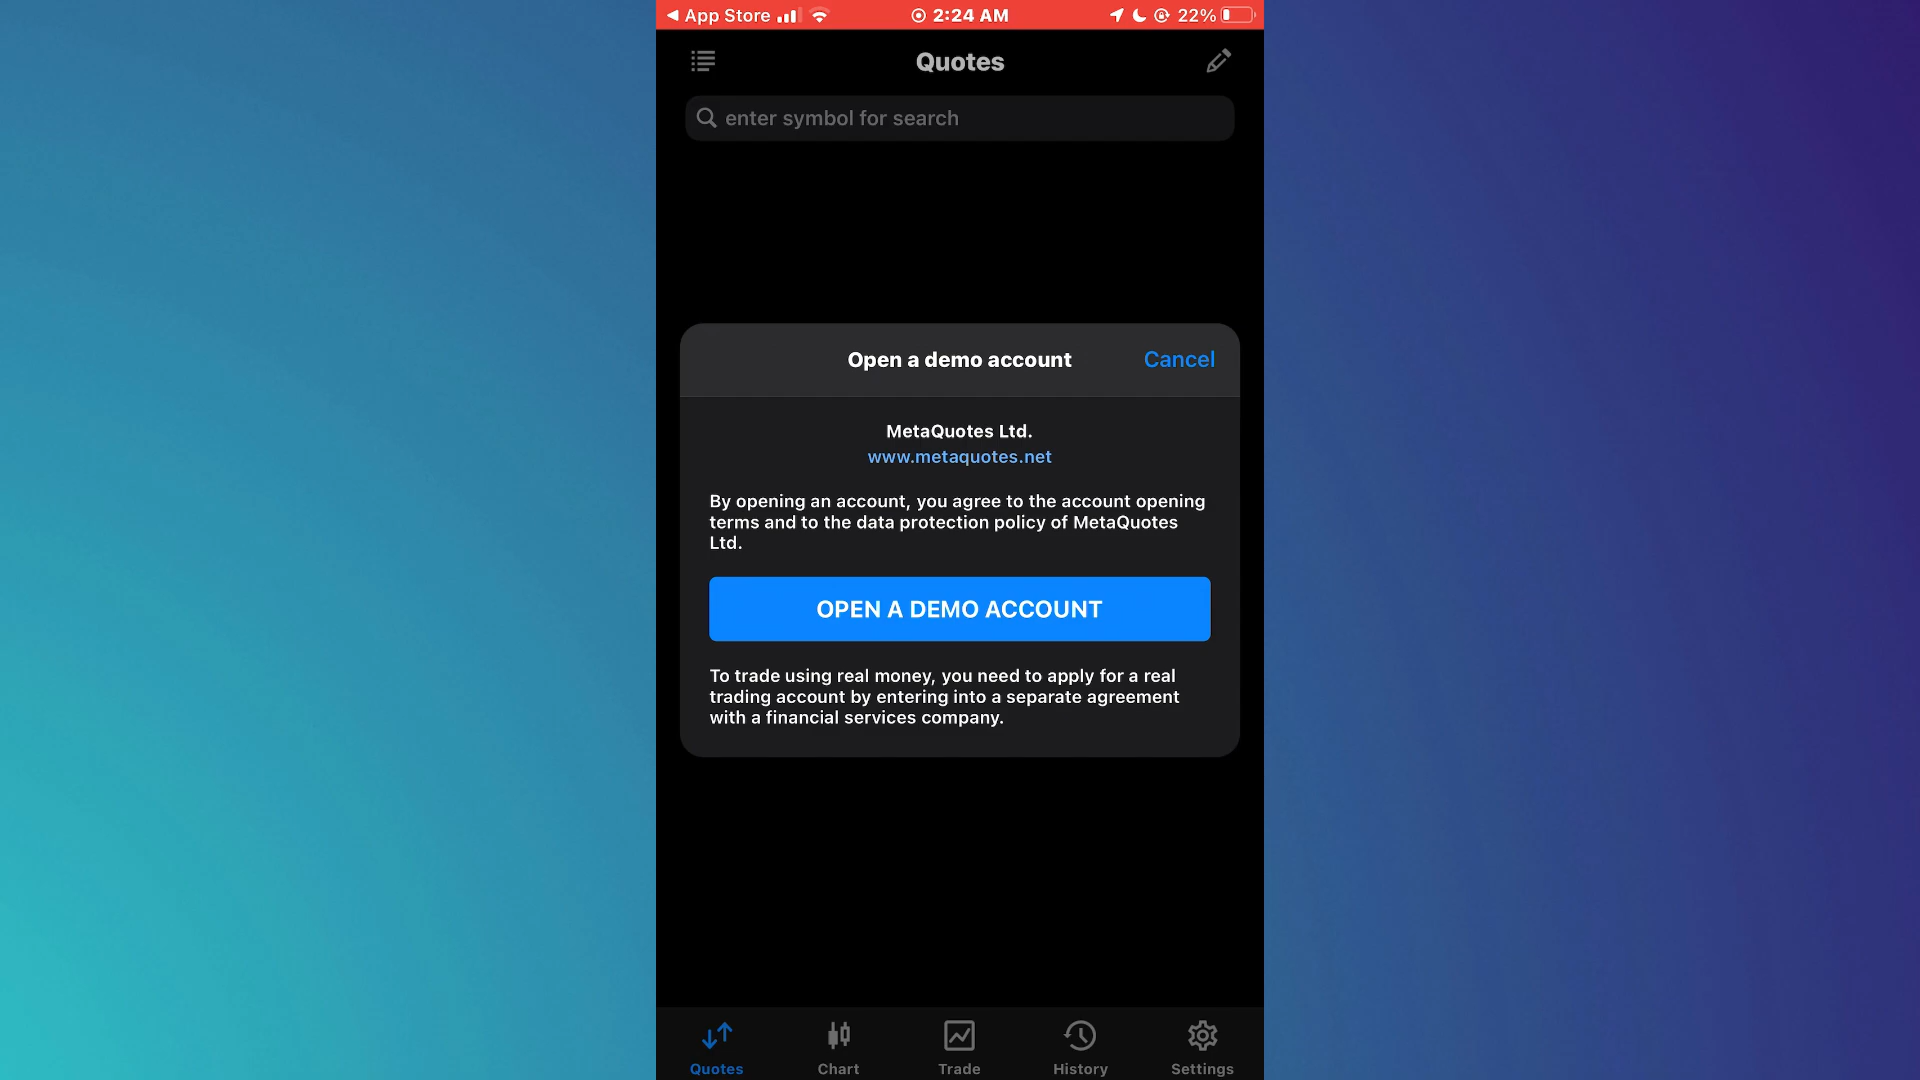 App Store
2:24 AM
22%
Quotes
enter symbol for search
Open a demo account
Cancel
MetaQuotes Ltd.
www.metaquotes.net
By opening an account, you agree to the account opening
terms and to the data protection policy of MetaQuotes
Ltd.
OPEN A DEMO ACCOUNT
To trade using real money, you need to apply for a real
trading account by entering into a separate agreement
with a financial services company.
Quotes
Chart
Trade
History
Settings